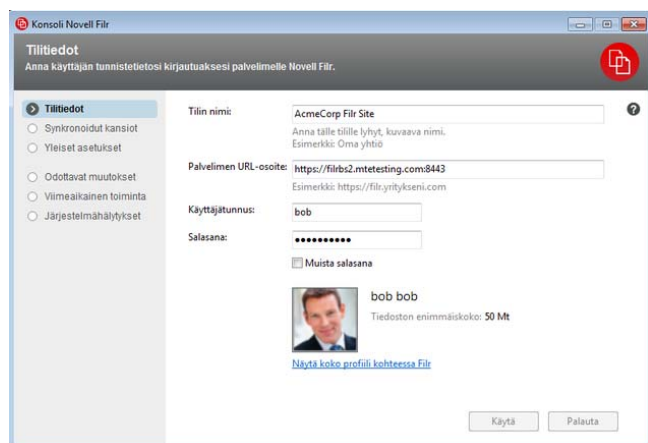 Konsoli Novell Filr
Tilitiedot
Anna käyttäjän tunnistetietosi kirjautuaksesi palvelimelle Novell Filr.
Tilitiedot
Synkronoidut kansiot
Yleiset asetukset
Odottavat muutokset
Viimeaikainen toiminta
Järjestelmähälytykset
Tilin nimi: AcmeCorp Filr Site
Anna tälle tilille lyhyt, kuvaava nimi.
Esimerkki: Oma yhtiö
Palvelimen URL-osoite: https://filrbs2.mtetesting.com:8443
Esimerkki: https://filr.yritykseni.com
Käyttäjätunnus: bob
Salasana: ●●●●●●●●●●
Muista salasana
bob bob
Tiedoston enimmäiskoko: 50 Mt
Näytä koko profiili kohteessa Filr
Käytä Palauta